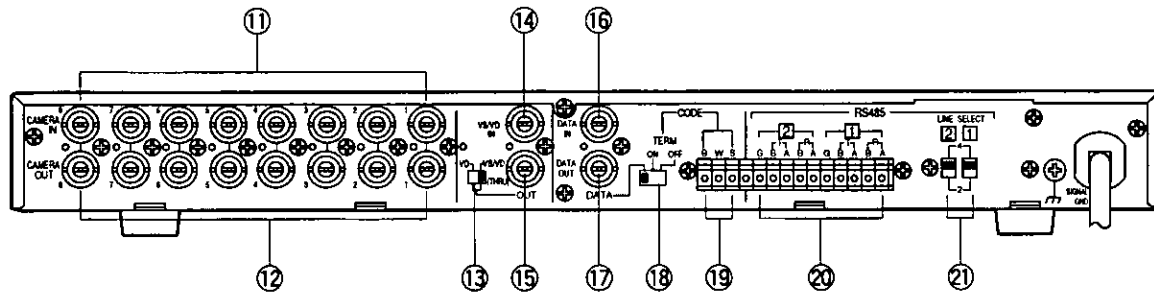 ⑪ ⑭ ⑯
CODE RS485
CAMERA IN 8 7 6 5 4 3 2 1
VS/VD IN
DATA IN
TERM
ON OFF
2 1
B W S G B A B A G B A B A
LINE SELECT
2 1
4
2
CAMERA OUT 8 7 6 5 4 3 2 1
VD VS/VD
THRU
OUT
DATA OUT
DATA
SIGNAL GND
⑫ ⑬ ⑮ ⑰ ⑱ ⑲ ⑳ ㉑